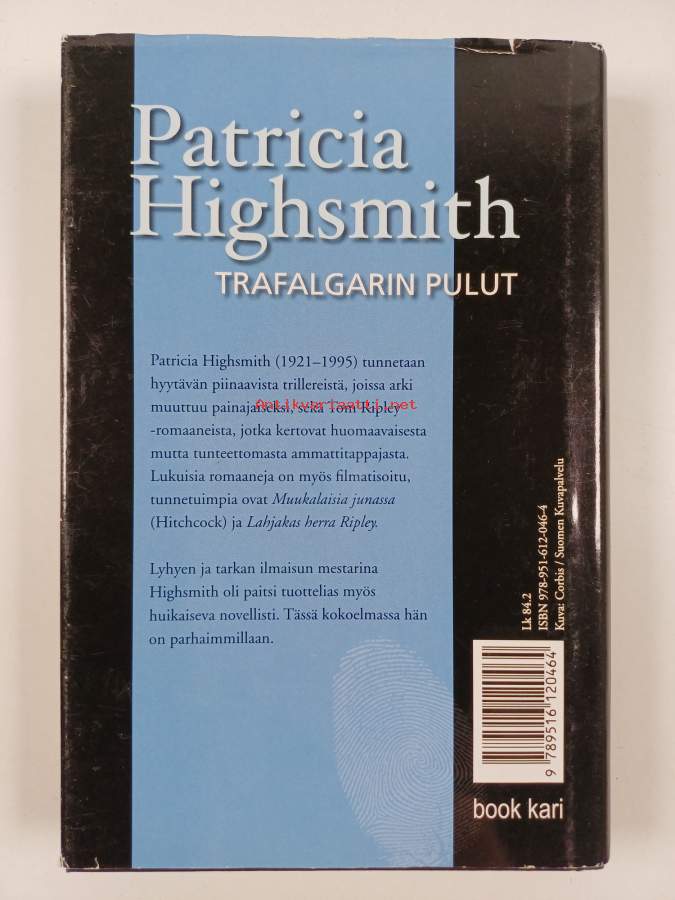 Patricia
Highsmith
TRAFALGARIN PULUT
Patricia Highsmith (1921–1995) tunnetaan
hyytävän piinaavista trillereistä, joissa arki
muuttuu painajaiseksi, sekä Tom Ripley
-romaaneista, jotka kertovat huomaavaisesta
mutta tunteettomasta ammattitappajasta.
Lukuisia romaaneja on myös filmatisoitu,
tunnetuimpia ovat Muukalaisia junassa
(Hitchcock) ja Lahjakas herra Ripley.
Lyhyen ja tarkan ilmaisun mestarina
Highsmith oli paitsi tuottelias myös
huikaiseva novellisti. Tässä kokoelmassa hän
on parhaimmillaan.
Antikvariaatti.net
Lk 84.2
ISBN 978-951-612-046-4
Kuva: Corbis / Suomen Kuvapalvelu
9 789516 120464
book kari